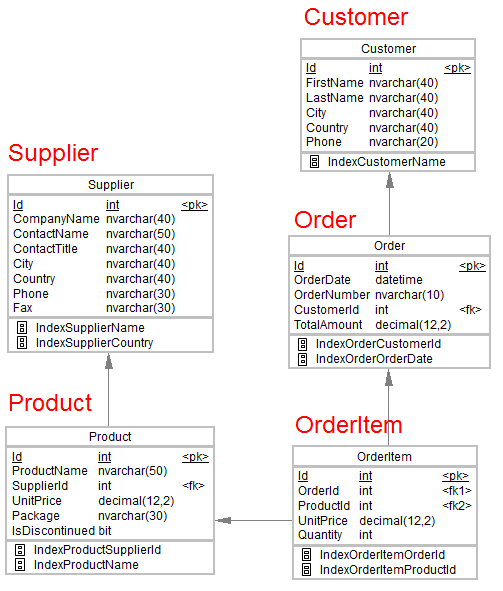 Customer
Customer
Id int <pk>
FirstName nvarchar(40)
LastName nvarchar(40)
City nvarchar(40)
Country nvarchar(40)
Phone nvarchar(20)
IndexCustomerName
Supplier
Supplier
Id int <pk>
CompanyName nvarchar(40)
ContactName nvarchar(50)
ContactTitle nvarchar(40)
City nvarchar(40)
Country nvarchar(40)
Phone nvarchar(30)
Fax nvarchar(30)
IndexSupplierName
IndexSupplierCountry
Order
Order
Id int <pk>
OrderDate datetime
OrderNumber nvarchar(10)
CustomerId int <fk>
TotalAmount decimal(12,2)
IndexOrderCustomerId
IndexOrderOrderDate
Product
Product
Id int <pk>
ProductName nvarchar(50)
SupplierId int <fk>
UnitPrice decimal(12,2)
Package nvarchar(30)
IsDiscontinued bit
IndexProductSupplierId
IndexProductName
OrderItem
OrderItem
Id int <pk>
OrderId int <fk1>
ProductId int <fk2>
UnitPrice decimal(12,2)
Quantity int
IndexOrderItemOrderId
IndexOrderItemProductId